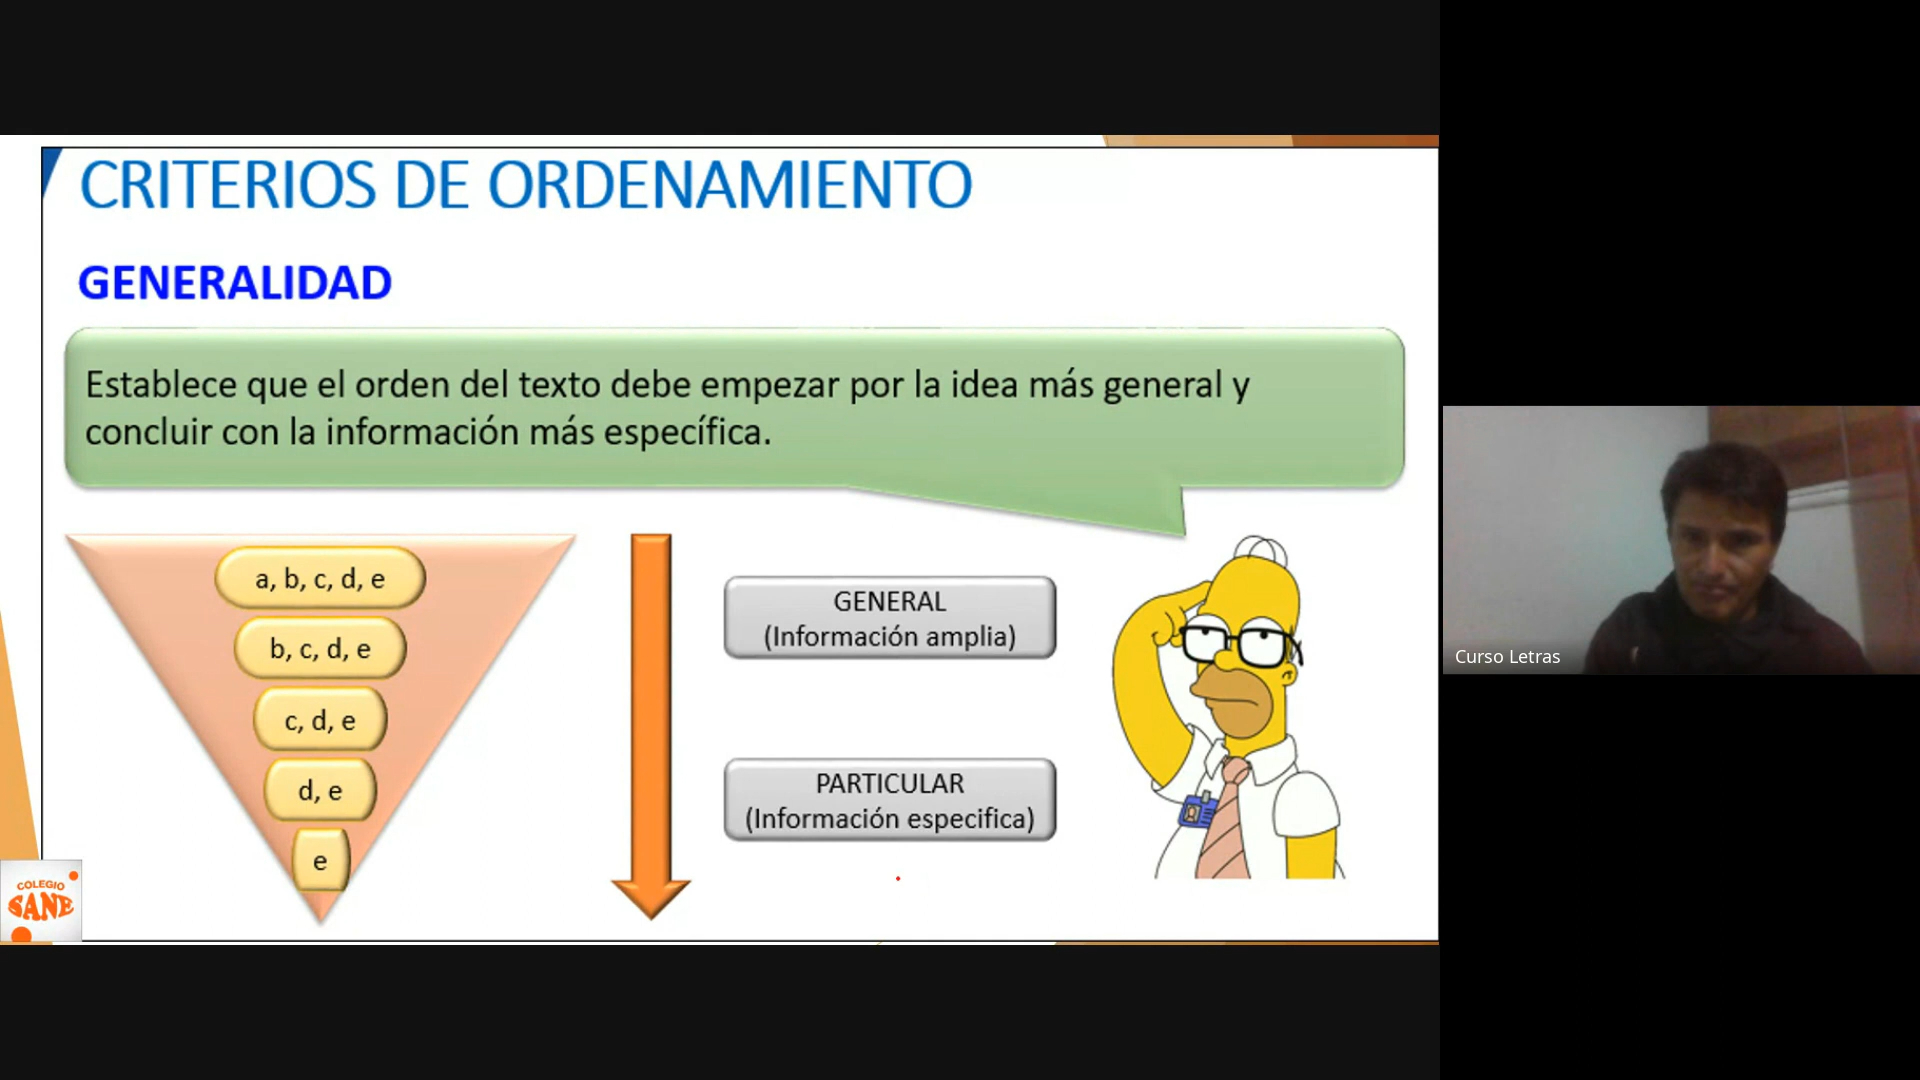 CRITERIOS DE ORDENAMIENTO
GENERALIDAD
Establece que el orden del texto debe empezar por la idea más general y
concluir con la información más específica.
a, b, c, d, e
b, c, d, e
c, d, e
d, e
e
GENERAL
(Información amplia)
PARTICULAR
(Información especifica)
COLEGIO
SANE
Curso Letras